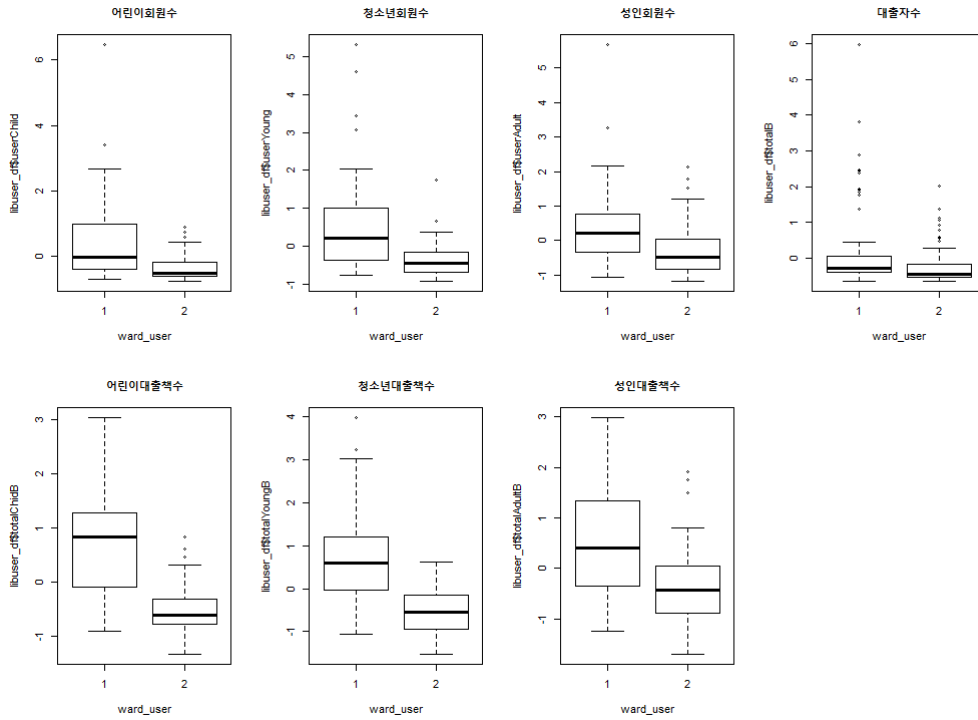 어린이회원수
청소년회원수
성인회원수
대출자수
libuser_df$userChild
0 2 4 6
1 2
ward_user
libuser_df$userYoung
-1 0 1 2 3 4 5
1 2
ward_user
libuser_df$userAdult
-1 0 1 2 3 4 5
1 2
ward_user
libuser_df$totalB
0 1 2 3 4 5 6
1 2
ward_user
어린이대출책수
청소년대출책수
성인대출책수
libuser_df$totalChidB
-1 0 1 2 3
1 2
ward_user
libuser_df$totalYoungB
-1 0 1 2 3 4
1 2
ward_user
libuser_df$totalAdultB
-1 0 1 2 3
1 2
ward_user